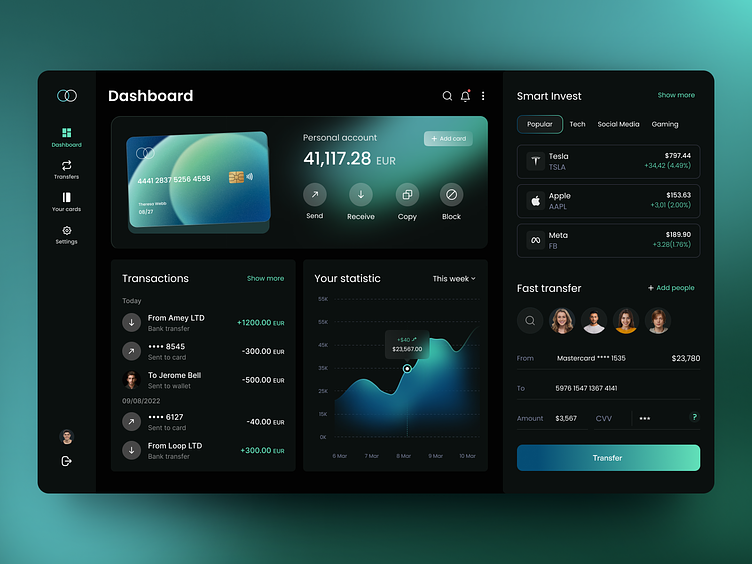 Dashboard
Transfers
Your cards
Settings
Dashboard
4441 2837 5256 4598
Theresa Webb
08/27
Personal account
+ Add card
41,117.28 EUR
Send
Receive
Copy
Block
Transactions
Show more
Today
From Amey LTD
Bank transfer
+1200.00 EUR
•••• 8545
Sent to card
-300.00 EUR
To Jerome Bell
Sent to wallet
-500.00 EUR
09/08/2022
•••• 6127
Sent to card
-40.00 EUR
From Loop LTD
Bank transfer
+300.00 EUR
Your statistic
This week
55K
55K
45K
35K
25K
15K
0K
+$40
$23,567.00
6 Mar
7 Mar
8 Mar
9 Mar
10 Mar
Smart Invest
Show more
Popular
Tech
Social Media
Gaming
Tesla
TSLA
$797.44
+34,42 (4.49%)
Apple
AAPL
$153.63
+3,01 (2.00%)
Meta
FB
$189.90
+3.28(1.76%)
Fast transfer
+ Add people
From
Mastercard **** 1535
$23,780
To
5976 1547 1367 4141
Amount
$3,567
CVV
***
?
Transfer